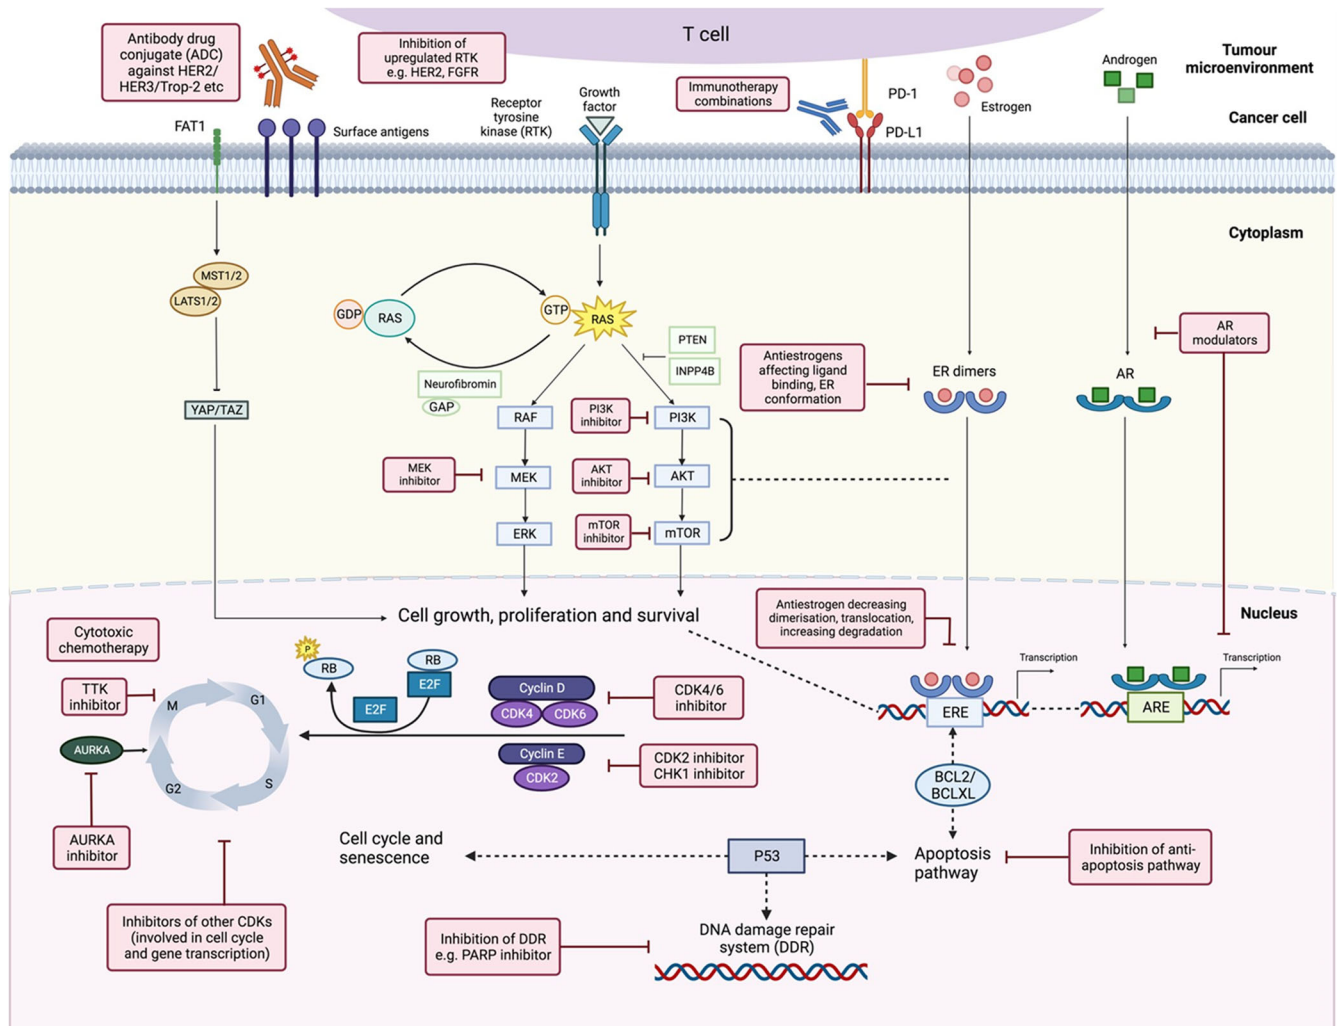 T cell
Tumour
microenvironment
Cancer cell
Antibody drug
conjugate (ADC)
against HER2/
HER3/Trop-2 etc
Inhibition of
upregulated RTK
e.g. HER2, FGFR
Immunotherapy
combinations
PD-1
PD-L1
Estrogen
Androgen
FAT1
Surface antigens
Receptor
tyrosine
kinase (RTK)
Growth
factor
Cytoplasm
MST1/2
LATS1/2
YAP/TAZ
GDP
RAS
GTP
RAS
Neurofibromin
GAP
PTEN
INPP4B
RAF
MEK
ERK
MEK
inhibitor
PI3K
inhibitor
AKT
inhibitor
mTOR
inhibitor
PI3K
AKT
mTOR
Antiestrogens
affecting ligand
binding, ER
conformation
ER dimers
AR
AR
modulators
Nucleus
Cell growth, proliferation and survival
Antiestrogen decreasing
dimerisation, translocation,
increasing degradation
Transcription
Transcription
ERE
ARE
Cytotoxic
chemotherapy
TTK
inhibitor
AURKA
AURKA
inhibitor
M
G1
S
G2
P
RB
RB
E2F
E2F
Cyclin D
CDK4
CDK6
Cyclin E
CDK2
CDK4/6
inhibitor
CDK2 inhibitor
CHK1 inhibitor
BCL2/
BCLXL
Cell cycle and
senescence
P53
Apoptosis
pathway
Inhibition of anti-
apoptosis pathway
Inhibitors of other CDKs
(involved in cell cycle
and gene transcription)
Inhibition of DDR
e.g. PARP inhibitor
DNA damage repair
system (DDR)